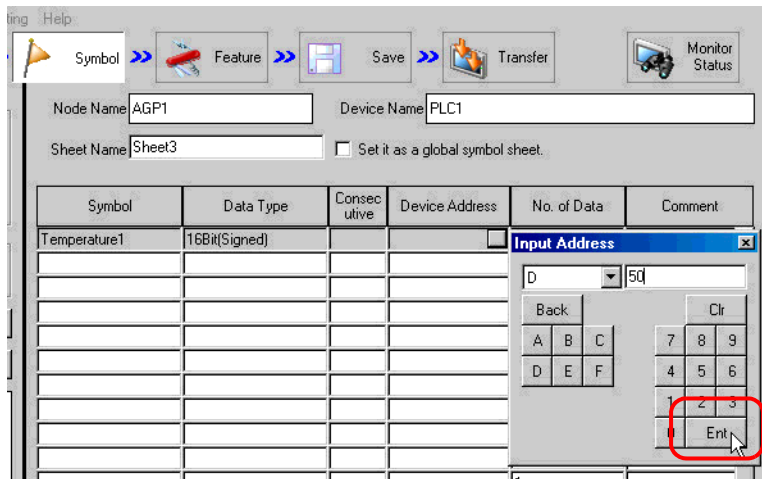 ting Help
Symbol Feature Save Transfer Monitor Status
Node Name AGP1 Device Name PLC1
Sheet Name Sheet3 Set it as a global symbol sheet.
Symbol Data Type Consecutive Device Address No. of Data Comment
Temperature1 16Bit(Signed)
Input Address
D 50
Back Clr
A B C 7 8 9
D E F 4 5 6
1 2 3
Ent